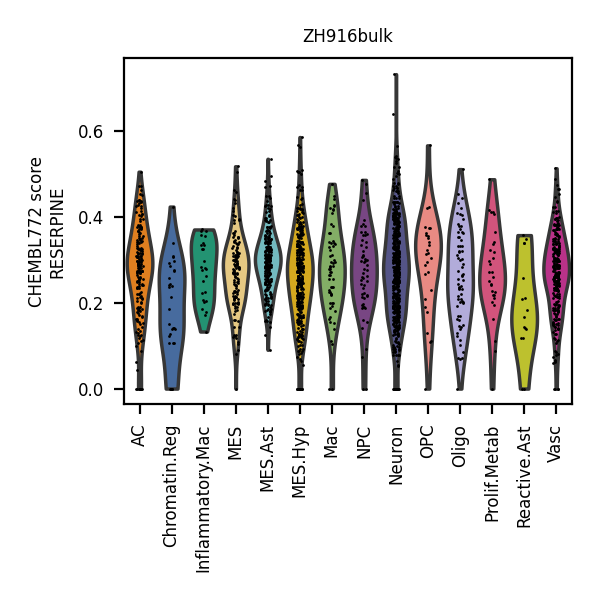 ZH916bulk
CHEMBL772 score
RESERPINE
0.6
0.4
0.2
0.0
AC
Chromatin.Reg
Inflammatory.Mac
MES
MES.Ast
MES.Hyp
Mac
NPC
Neuron
OPC
Oligo
Prolif.Metab
Reactive.Ast
Vasc